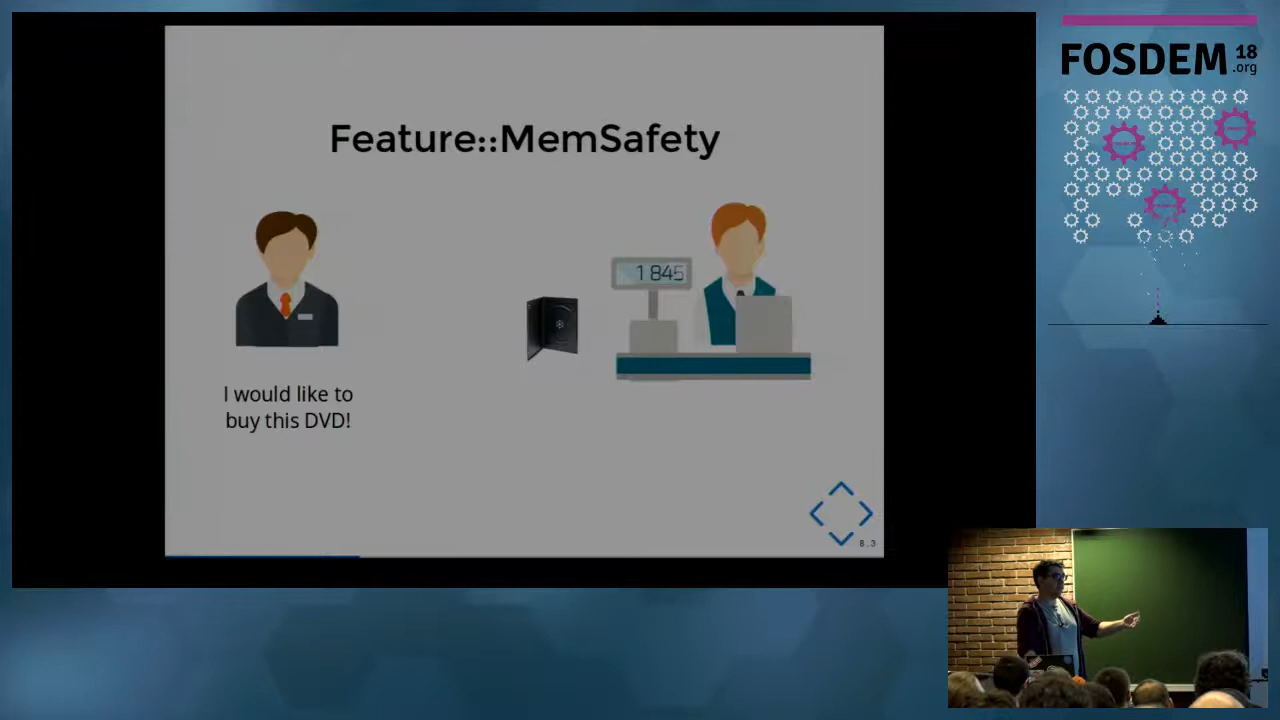 Feature::MemSafety
1 845
I would like to
buy this DVD!
8.3
FOSDEM 18
.org